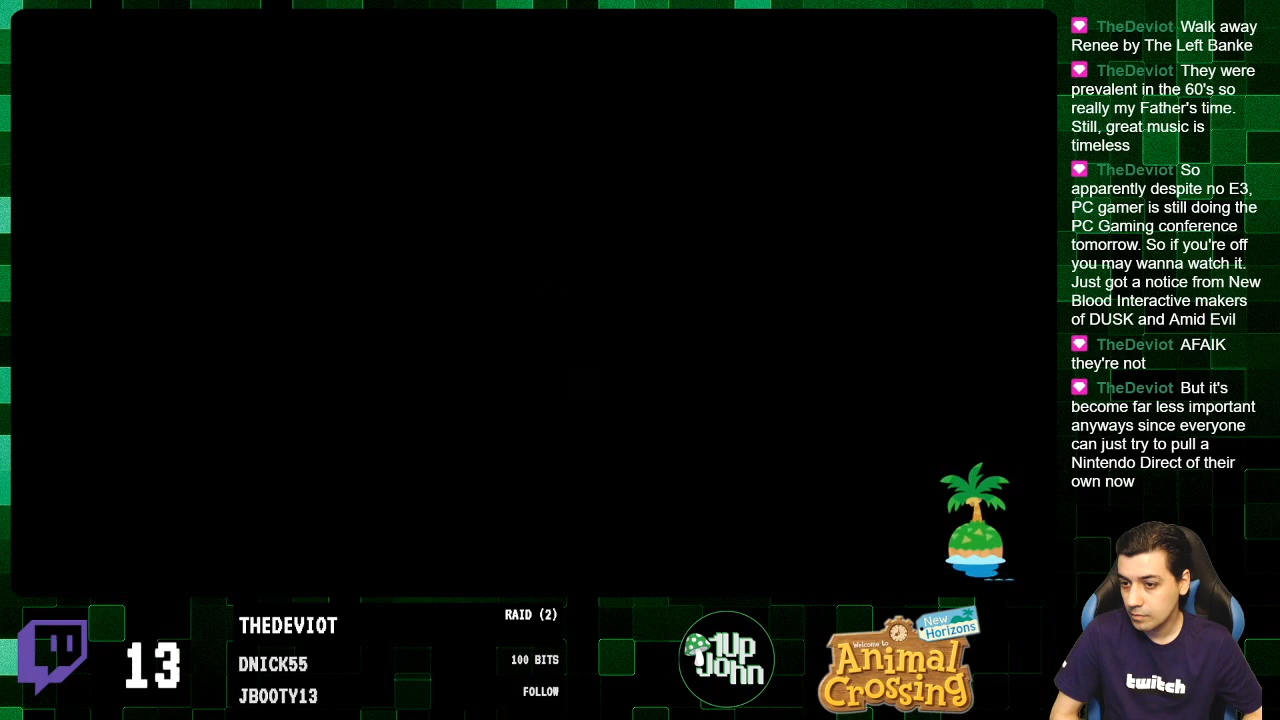 TheDeviot Walk away
Renee by The Left Banke
TheDeviot They were
prevalent in the 60's so
really my Father's time.
Still, great music is
timeless
TheDeviot So
apparently despite no E3,
PC gamer is still doing the
PC Gaming conference
tomorrow. So if you're off
you may wanna watch it.
Just got a notice from New
Blood Interactive makers
of DUSK and Amid Evil
TheDeviot AFAIK
they're not
TheDeviot But it's
become far less important
anyways since everyone
can just try to pull a
Nintendo Direct of their
own now
13
THEDEVIOT RAID (2)
DNICK55 100 BITS
JBOOTY13 FOLLOW
1Up
John
New
Horizons
Welcome to
Animal
Crossing
twitch